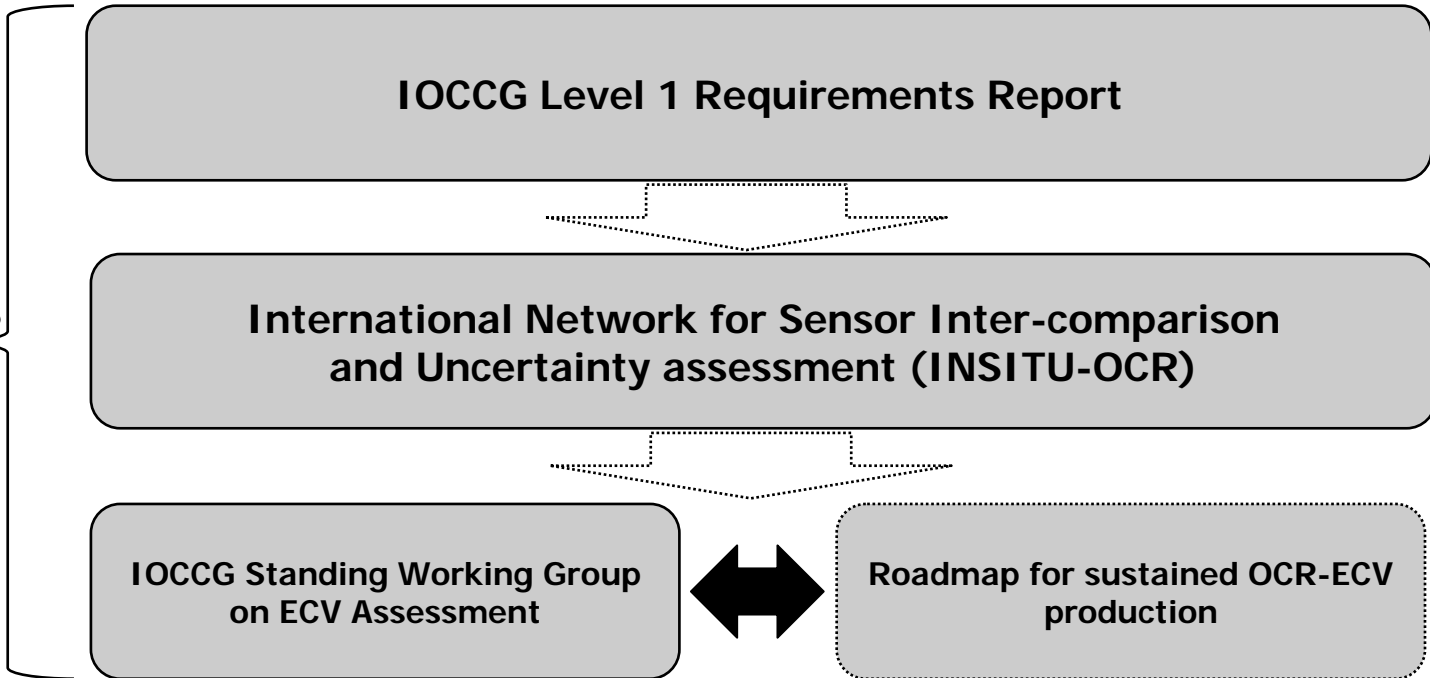 IOCCG Level 1 Requirements Report
International Network for Sensor Inter-comparison
and Uncertainty assessment (INSITU-OCR)
IOCCG Standing Working Group
on ECV Assessment
Roadmap for sustained OCR-ECV
production